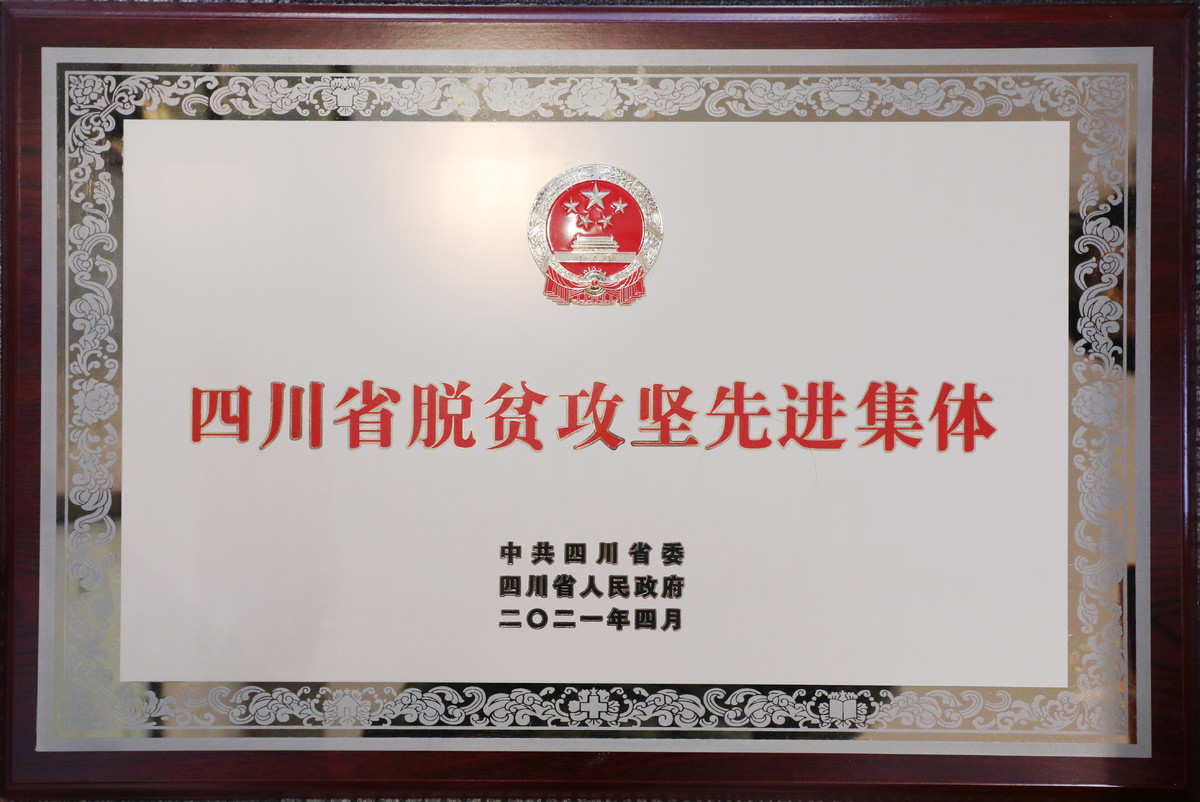 四川省脱贫攻坚先进集体
中共四川省委
四川省人民政府
二〇二一年四月